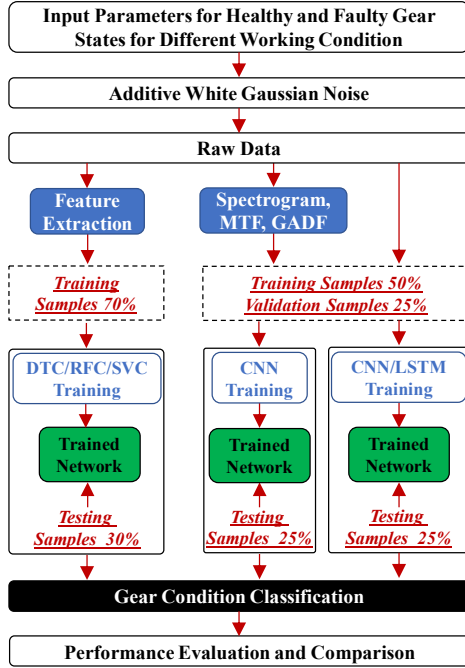 Input Parameters for Healthy and Faulty Gear
States for Different Working Condition
Additive White Gaussian Noise
Raw Data
Feature
Extraction
Spectrogram,
MTF, GADF
Training
Samples 70%
Training Samples 50%
Validation Samples 25%
DTC/RFC/SVC
Training
Trained
Network
Testing
Samples 30%
CNN
Training
Trained
Network
Testing
Samples 25%
CNN/LSTM
Training
Trained
Network
Testing
Samples 25%
Gear Condition Classification
Performance Evaluation and Comparison